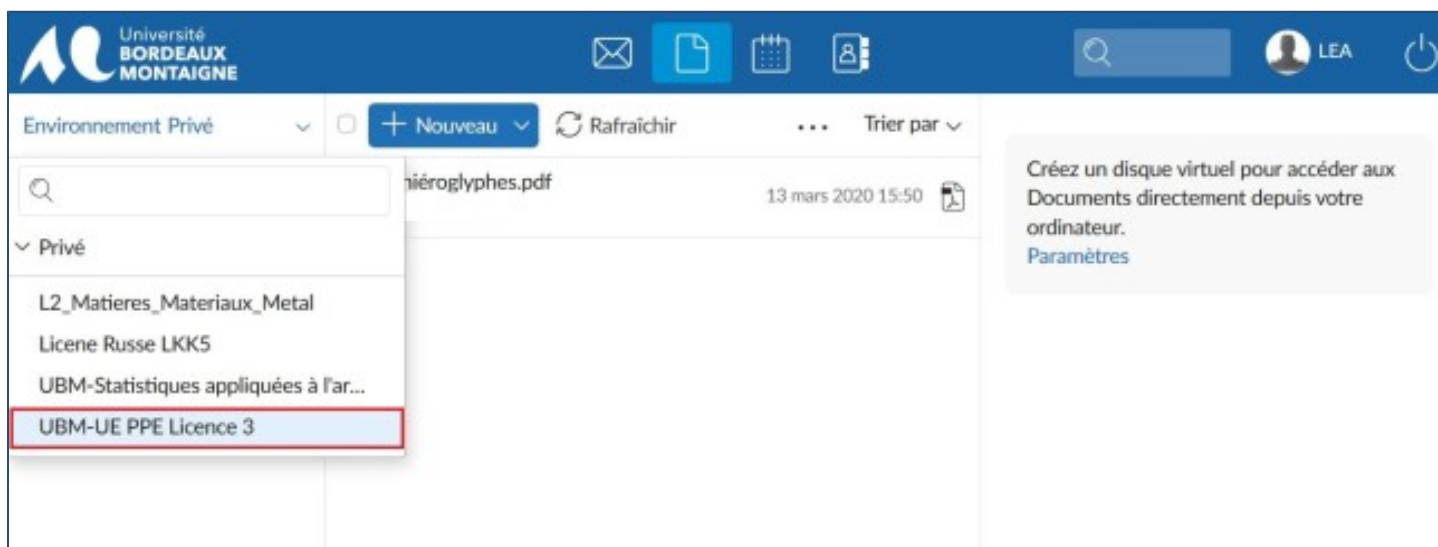 Université
BORDEAUX
MONTAIGNE
LEA
Environnement Privé
Nouveau
Rafraîchir
...
Trier par
hiéroglyphes.pdf
13 mars 2020 15:50
Privé
L2_Matieres_Materiaux_Metal
Licene Russe LKK5
UBM-Statistiques appliquées à l'ar...
UBM-UE PPE Licence 3
Créez un disque virtuel pour accéder aux
Documents directement depuis votre
ordinateur.
Paramètres